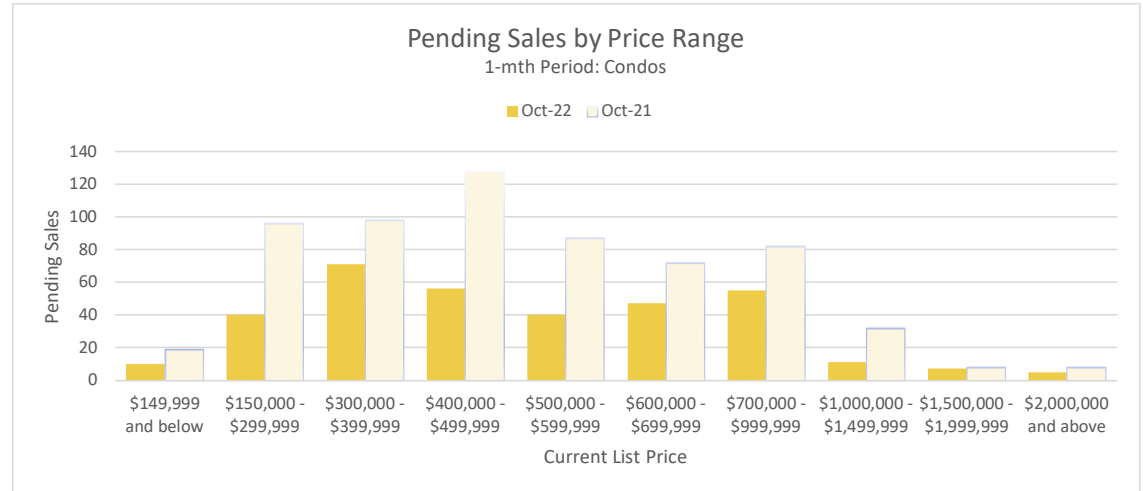 Pending Sales by Price Range
1-mth Period: Condos
Oct-22 Oct-21
Pending Sales
140
120
100
80
60
40
20
0
$149,999 and below
$150,000 - $299,999
$300,000 - $399,999
$400,000 - $499,999
$500,000 - $599,999
$600,000 - $699,999
$700,000 - $999,999
$1,000,000 - $1,499,999
$1,500,000 - $1,999,999
$2,000,000 and above
Current List Price